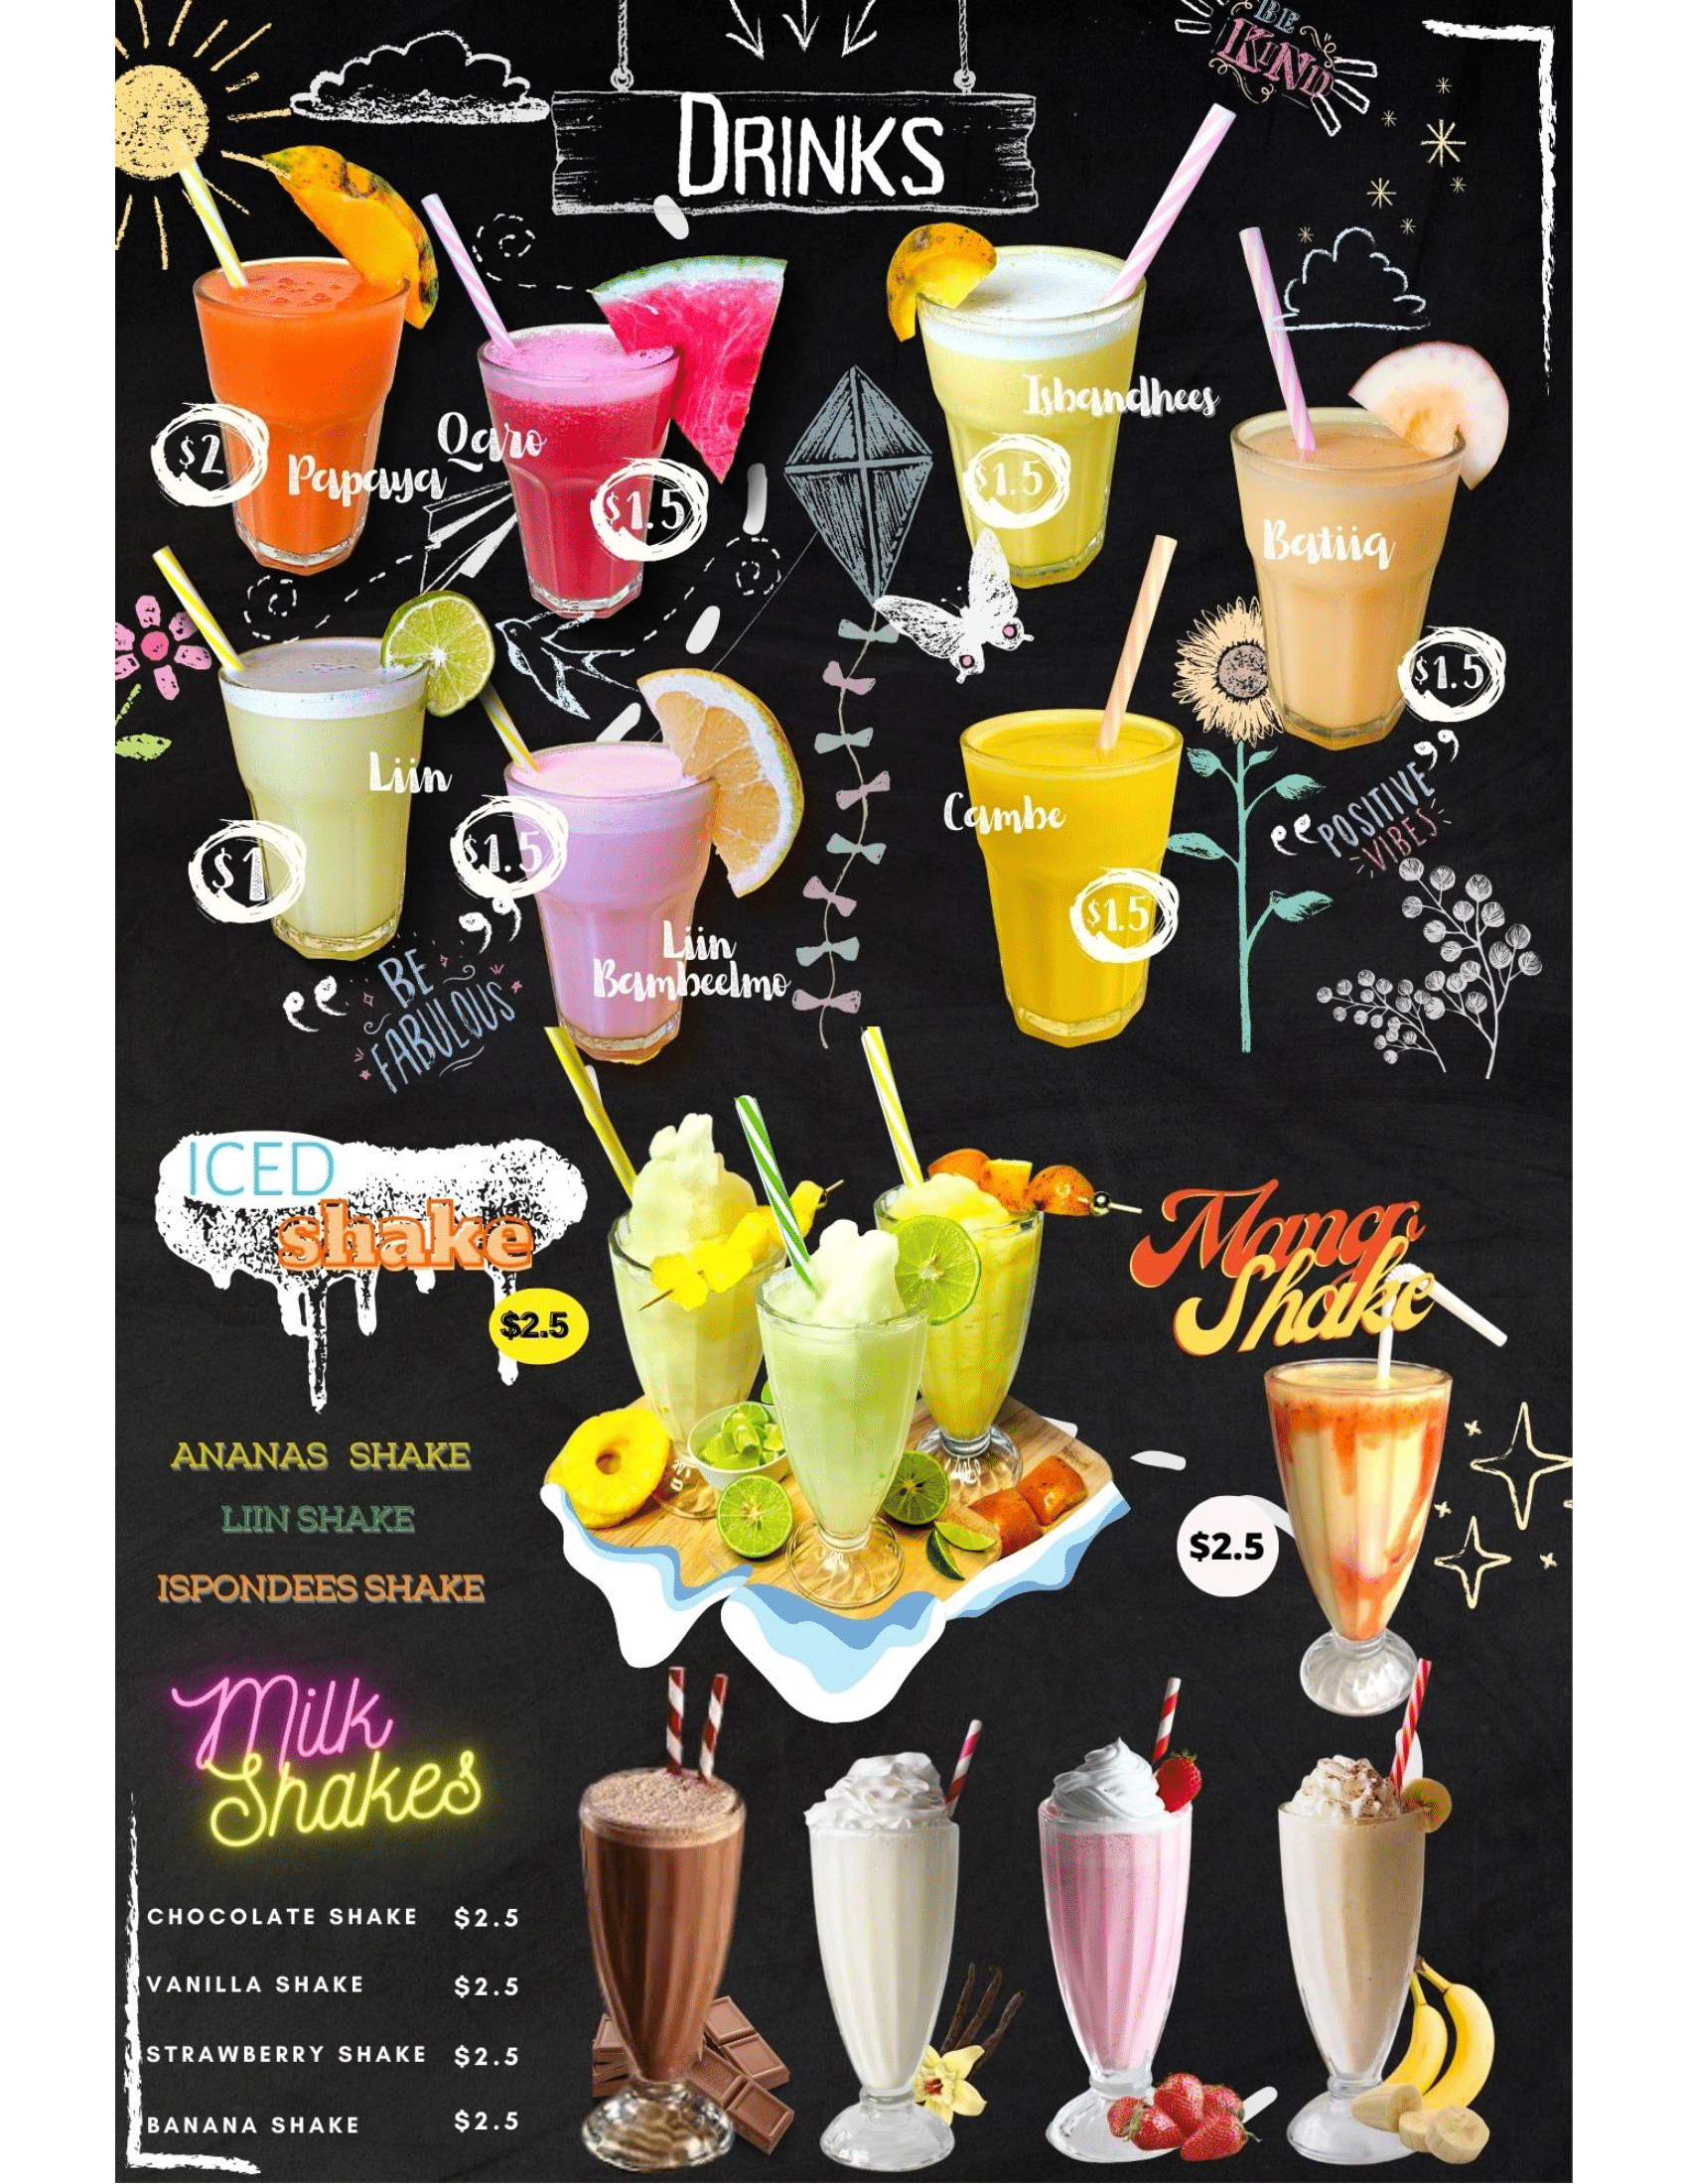 BE
KIND
DRINKS
$2
Papaya
Qaro
$1.5
Isbandhees
$1.5
Batiiq
$1.5
Liin
$1
$1.5
Liin
Bambeelmo
Cambe
$1.5
“POSITIVE
VIBES”
“BE
FABULOUS”
ICED
shake
$2.5
ANANAS SHAKE
LIIN SHAKE
ISPONDEES SHAKE
Mango
Shake
$2.5
Milk
Shakes
CHOCOLATE SHAKE $2.5
VANILLA SHAKE $2.5
STRAWBERRY SHAKE $2.5
BANANA SHAKE $2.5